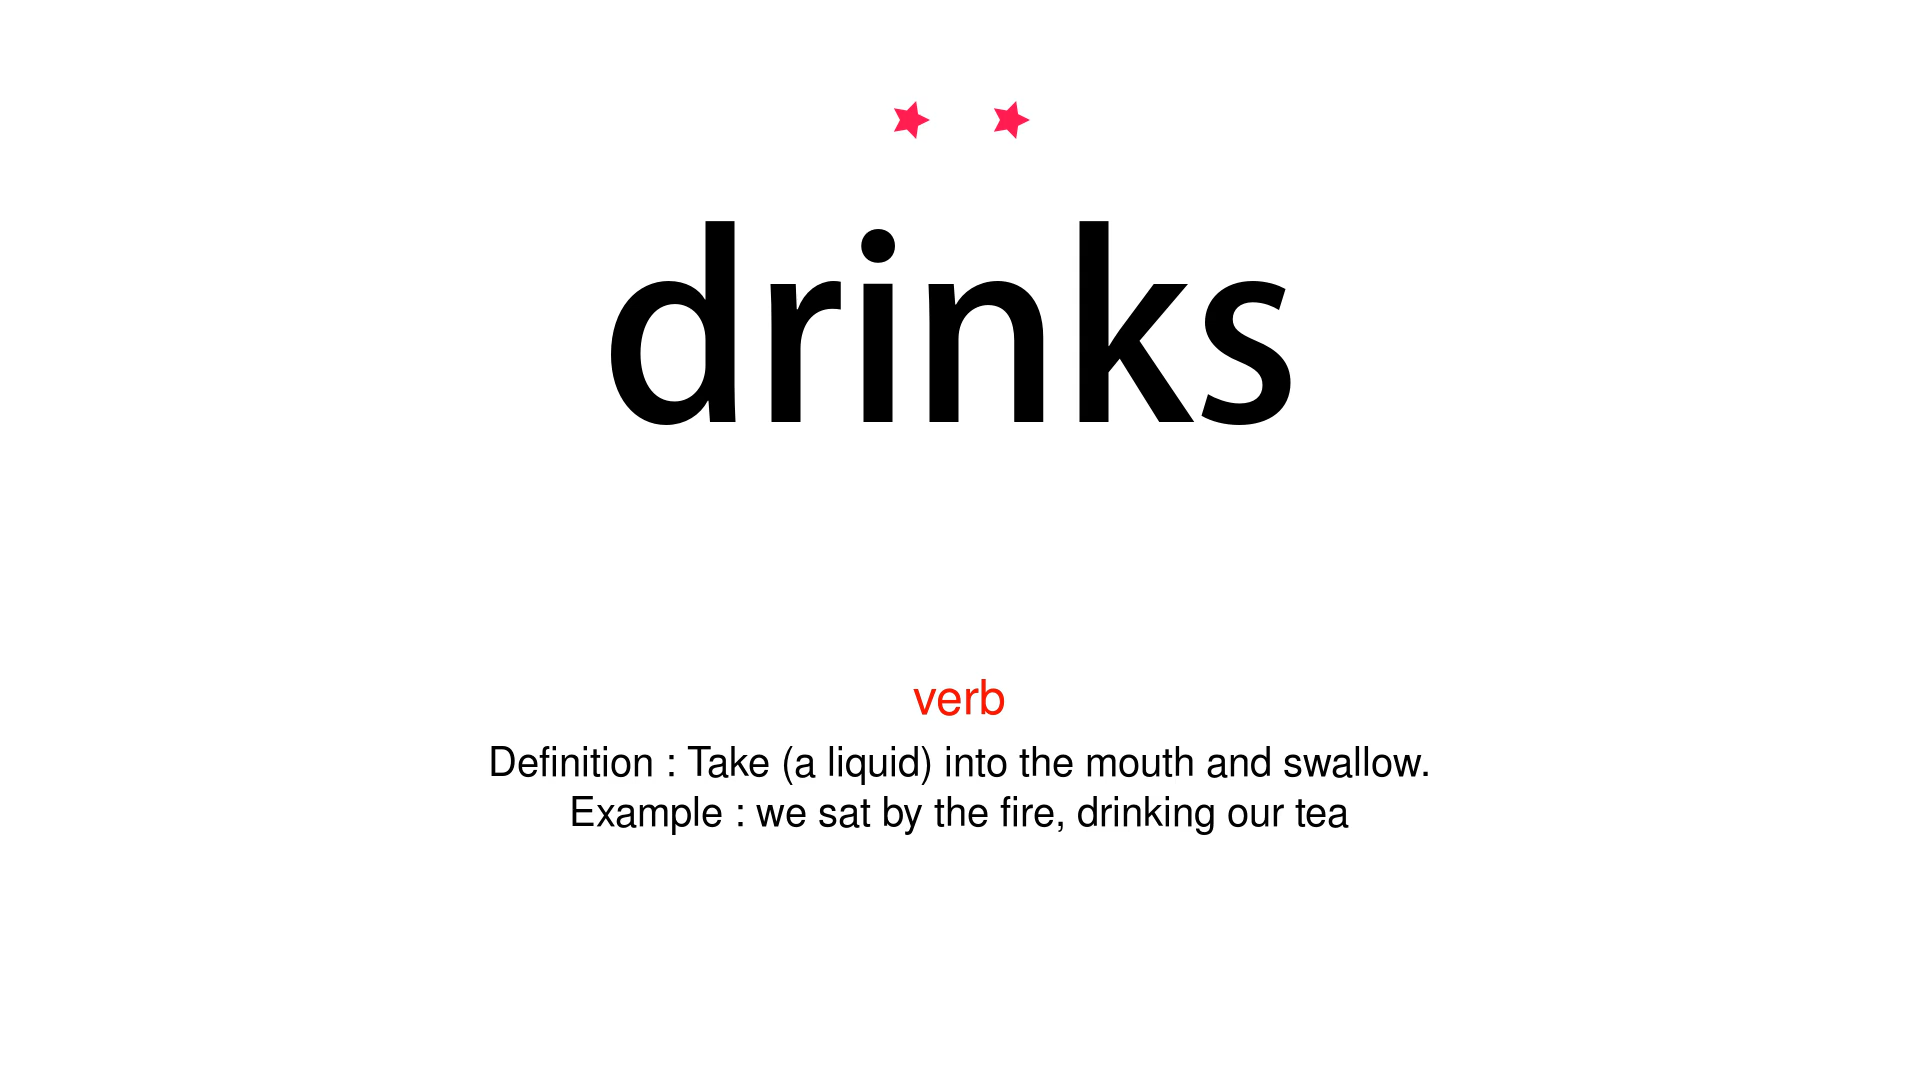 drinks
verb
Definition : Take (a liquid) into the mouth and swallow.
Example : we sat by the fire, drinking our tea